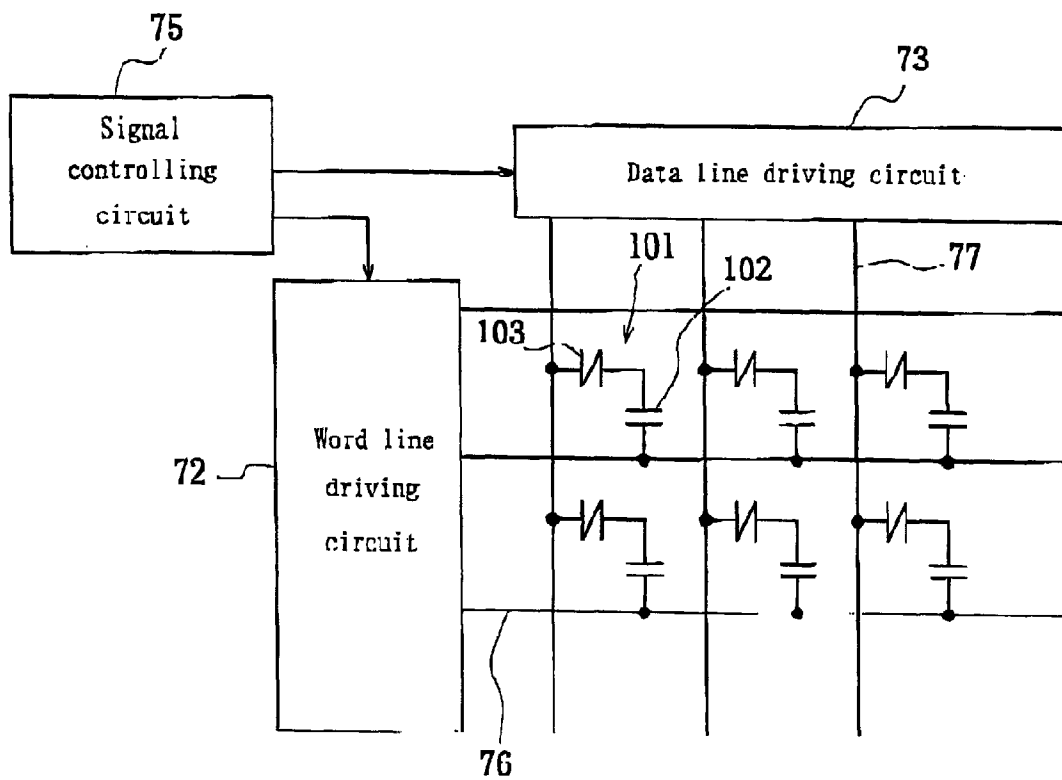 75
Signal
controlling
circuit
73
Data line driving circuit
101
102
77
103
72
Word line
driving
circuit
76